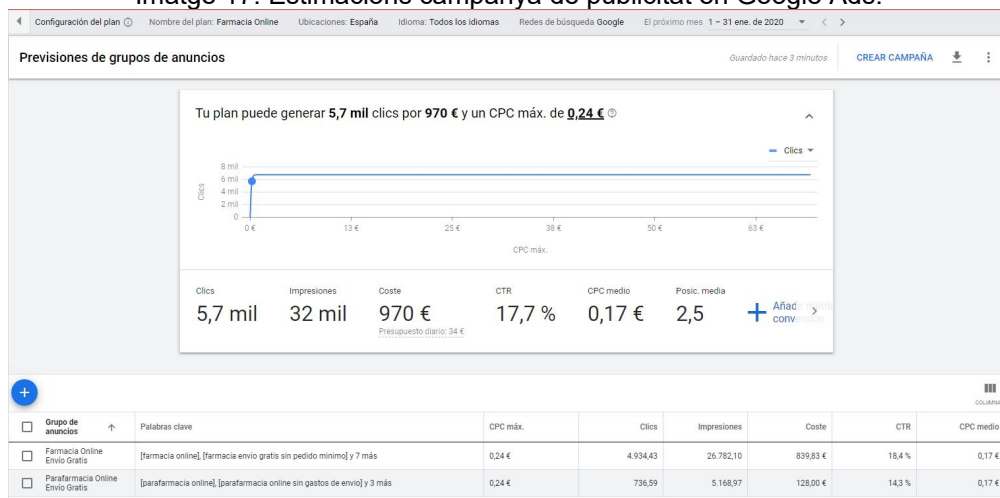 Imatge 17. Estimacions campanya de publicitat en Google Ads.
Configuración del plan Nombre del plan: Farmacia Online Ubicaciones: España Idioma: Todos los idiomas Redes de búsqueda Google El próximo mes 1 – 31 ene. de 2020
Previsiones de grupos de anuncios Guardado hace 3 minutos CREAR CAMPAÑA
Tu plan puede generar 5,7 mil clics por 970 € y un CPC máx. de 0,24 €
Clics
8 mil
6 mil
4 mil
2 mil
0
Clics
0 € 13 € 25 € 38 € 50 € 63 €
CPC máx.
Clics Impresiones Coste CTR CPC medio Posic. media
5,7 mil 32 mil 970 € 17,7 % 0,17 € 2,5
Presupuesto diario: 34 €
Añadir
conversión
Grupo de anuncios Palabras clave CPC máx. Clics Impresiones Coste CTR CPC medio
COLUMNA
Farmacia Online Envío Gratis [farmacia online], [farmacia envio gratis sin pedido minimo] y 7 más 0,24 € 4.934,43 26.782,10 839,83 € 18,4 % 0,17 €
Parafarmacia Online Envío Gratis [parafarmacia online], [parafarmacia online sin gastos de envio] y 3 más 0,24 € 736,59 5.168,97 128,00 € 14,3 % 0,17 €